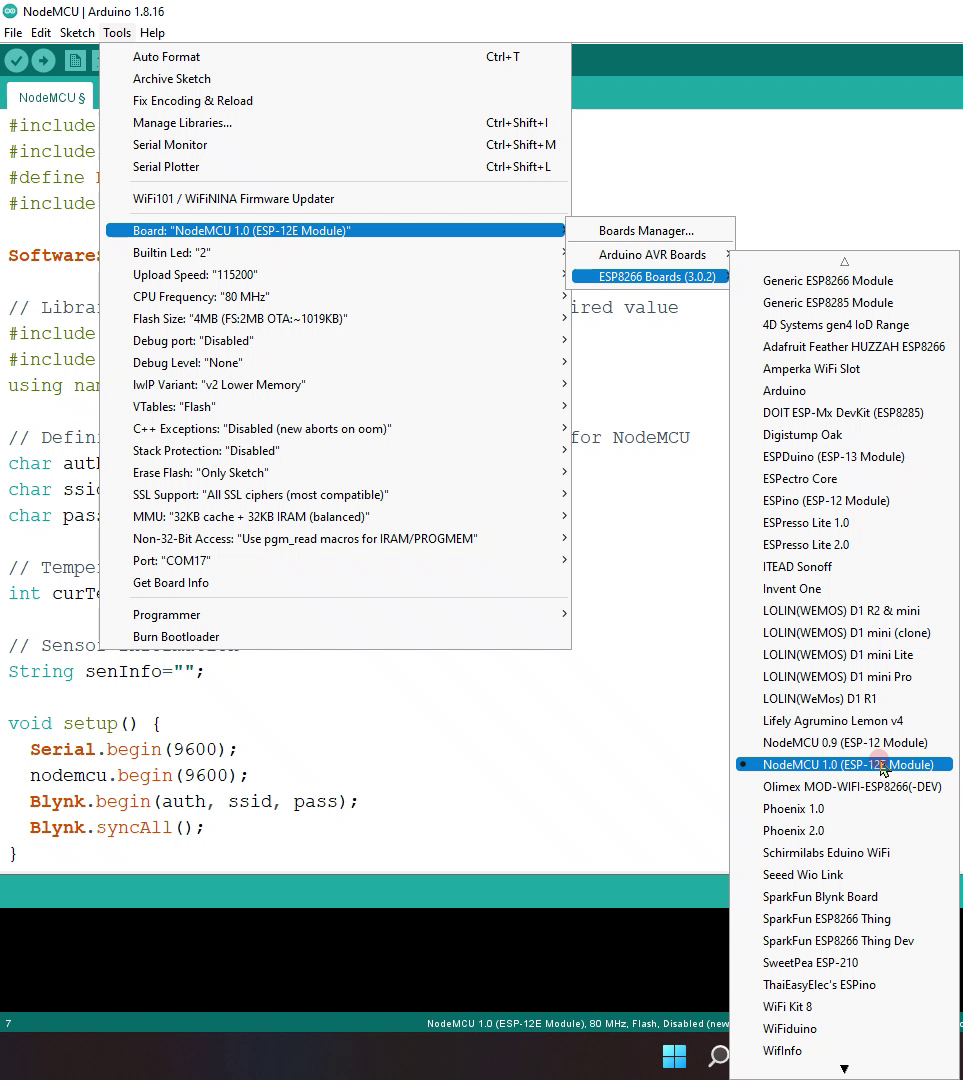 NodeMCU | Arduino 1.8.16
File Edit Sketch Tools Help
NodeMCU §
Auto Format Ctrl+T
Archive Sketch
Fix Encoding & Reload
Manage Libraries... Ctrl+Shift+I
Serial Monitor Ctrl+Shift+M
Serial Plotter Ctrl+Shift+L
WiFi101 / WiFiNINA Firmware Updater
Board: "NodeMCU 1.0 (ESP-12E Module)"
Builtin Led: "2"
Upload Speed: "115200"
CPU Frequency: "80 MHz"
Flash Size: "4MB (FS:2MB OTA:~1019KB)"
Debug port: "Disabled"
Debug Level: "None"
lwIP Variant: "v2 Lower Memory"
VTables: "Flash"
C++ Exceptions: "Disabled (new aborts on oom)"
Stack Protection: "Disabled"
Erase Flash: "Only Sketch"
SSL Support: "All SSL ciphers (most compatible)"
MMU: "32KB cache + 32KB IRAM (balanced)"
Non-32-Bit Access: "Use pgm_read macros for IRAM/PROGMEM"
Port: "COM17"
Get Board Info
Programmer
Burn Bootloader
Boards Manager...
Arduino AVR Boards
ESP8266 Boards (3.0.2)
Generic ESP8266 Module
Generic ESP8285 Module
4D Systems gen4 IoD Range
Adafruit Feather HUZZAH ESP8266
Amperka WiFi Slot
Arduino
DOIT ESP-Mx DevKit (ESP8285)
Digistump Oak
ESPDuino (ESP-13 Module)
ESPectro Core
ESPino (ESP-12 Module)
ESPresso Lite 1.0
ESPresso Lite 2.0
ITEAD Sonoff
Invent One
LOLIN(WEMOS) D1 R2 & mini
LOLIN(WEMOS) D1 mini (clone)
LOLIN(WEMOS) D1 mini Lite
LOLIN(WEMOS) D1 mini Pro
LOLIN(WeMos) D1 R1
Lifely Agrumino Lemon v4
NodeMCU 0.9 (ESP-12 Module)
NodeMCU 1.0 (ESP-12E Module)
Olimex MOD-WIFI-ESP8266(-DEV)
Phoenix 1.0
Phoenix 2.0
Schirmilabs Eduino WiFi
Seeed Wio Link
SparkFun Blynk Board
SparkFun ESP8266 Thing
SparkFun ESP8266 Thing Dev
SweetPea ESP-210
ThaiEasyElec's ESPino
WiFi Kit 8
WiFiduino
WifInfo
#include
#include
#define
#include
Software
// Libra ired value
#include
#include
using nam
// Defin for NodeMCU
char auth
char ssid
char pass
// Tempe
int curTe
// Sensor Information
String senInfo="";
void setup() {
Serial.begin(9600);
nodemcu.begin(9600);
Blynk.begin(auth, ssid, pass);
Blynk.syncAll();
}
7 NodeMCU 1.0 (ESP-12E Module), 80 MHz, Flash, Disabled (new